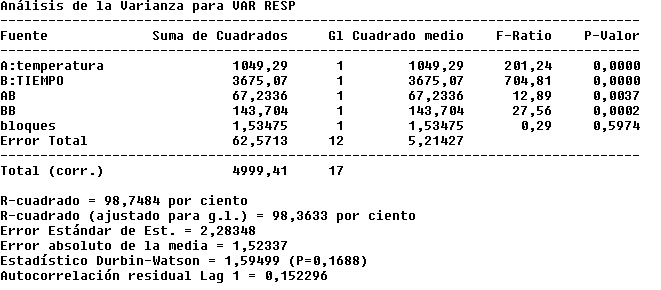 Análisis de la Varianza para VAR RESP
Fuente Suma de Cuadrados Gl Cuadrado medio F-Ratio P-Valor
A:temperatura 1049,29 1 1049,29 201,24 0,0000
B:TIEMPO 3675,07 1 3675,07 704,81 0,0000
AB 67,2336 1 67,2336 12,89 0,0037
BB 143,704 1 143,704 27,56 0,0002
bloques 1,53475 1 1,53475 0,29 0,5974
Error Total 62,5713 12 5,21427
Total (corr.) 4999,41 17
R-cuadrado = 98,7484 por ciento
R-cuadrado (ajustado para g.l.) = 98,3633 por ciento
Error Estándar de Est. = 2,28348
Error absoluto de la media = 1,52337
Estadístico Durbin-Watson = 1,59499 (P=0,1688)
Autocorrelación residual Lag 1 = 0,152296